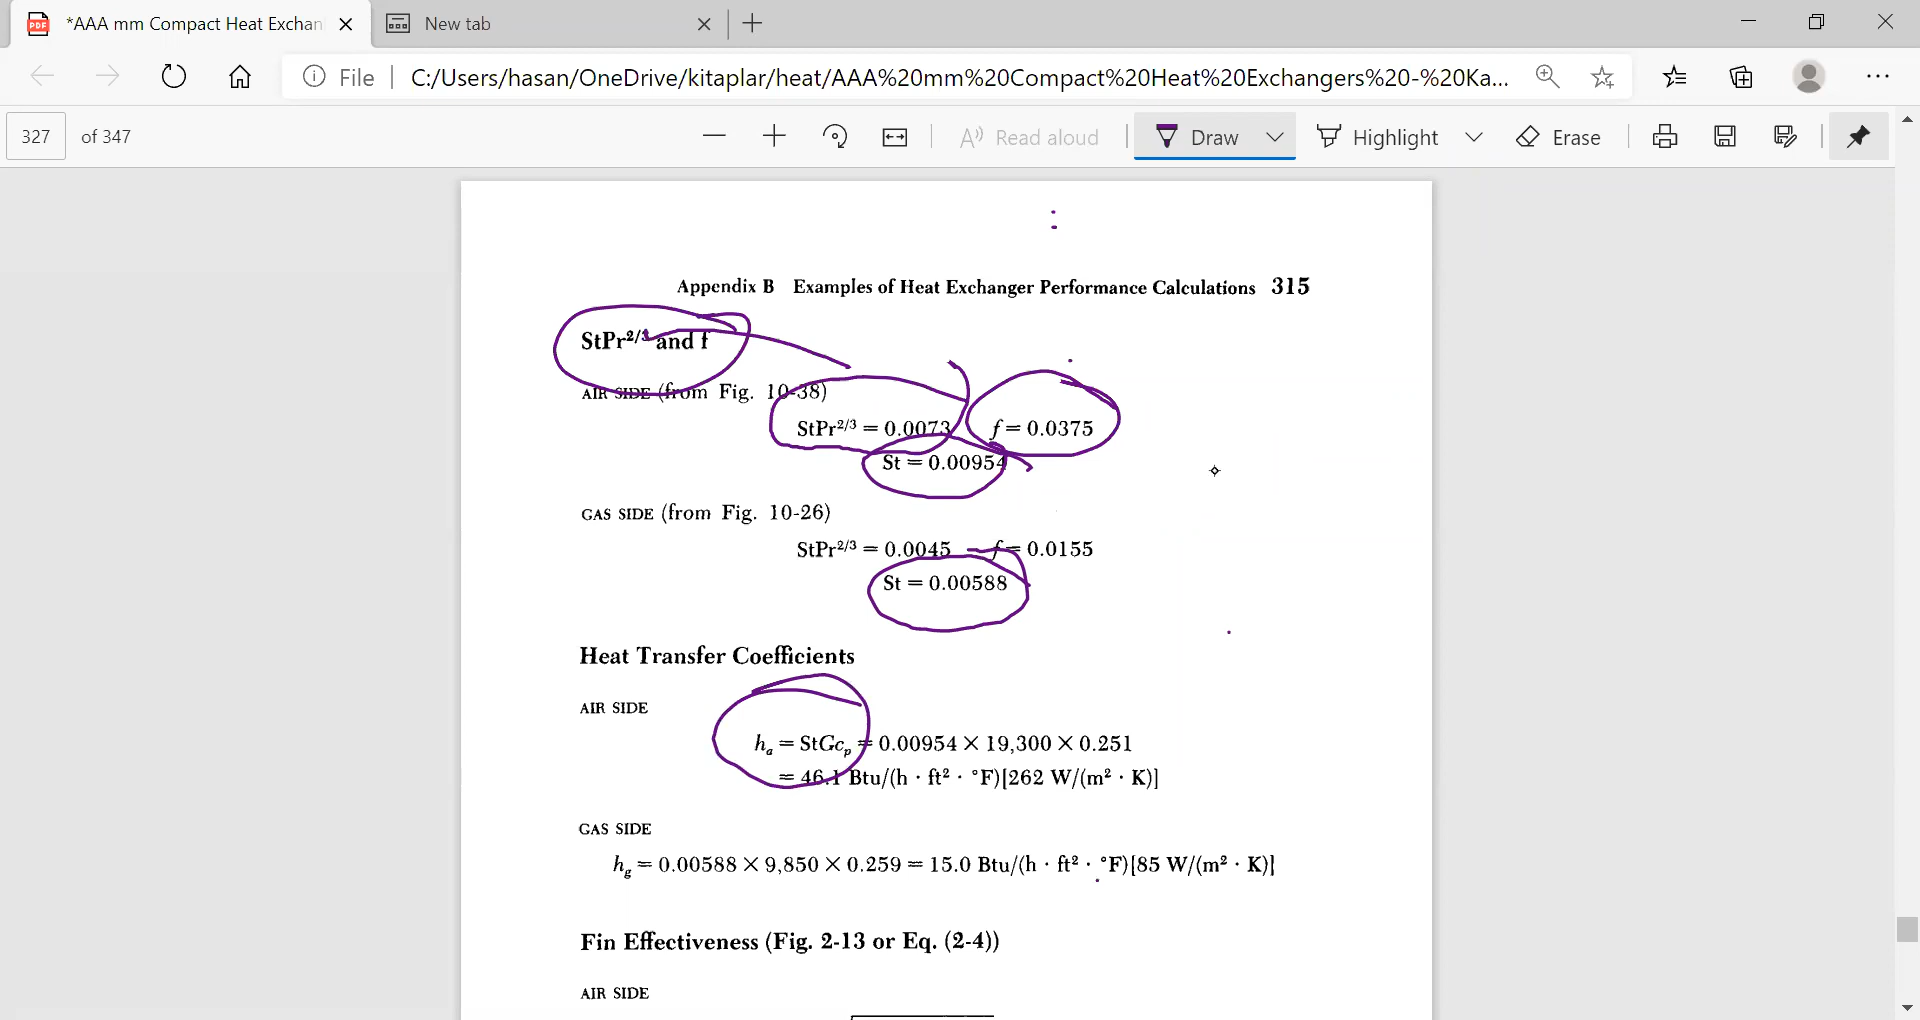 *AAA mm Compact Heat Exchan
New tab
File
C:/Users/hasan/OneDrive/kitaplar/heat/AAA%20mm%20Compact%20Heat%20Exchangers%20-%20Ka...
327 of 347
Read aloud
Draw
Highlight
Erase
PDF
Appendix B Examples of Heat Exchanger Performance Calculations 315
StPr²/³ and f
AIR SIDE (from Fig. 10-38)
StPr²/³ = 0.0073 f = 0.0375
St = 0.00954
GAS SIDE (from Fig. 10-26)
StPr²/³ = 0.0045 f = 0.0155
St = 0.00588
Heat Transfer Coefficients
AIR SIDE
hₐ = StGcₚ = 0.00954 × 19,300 × 0.251
= 46.1 Btu/(h · ft² · °F)[262 W/(m² · K)]
GAS SIDE
h_g = 0.00588 × 9,850 × 0.259 = 15.0 Btu/(h · ft² · °F)[85 W/(m² · K)]
Fin Effectiveness (Fig. 2-13 or Eq. (2-4))
AIR SIDE